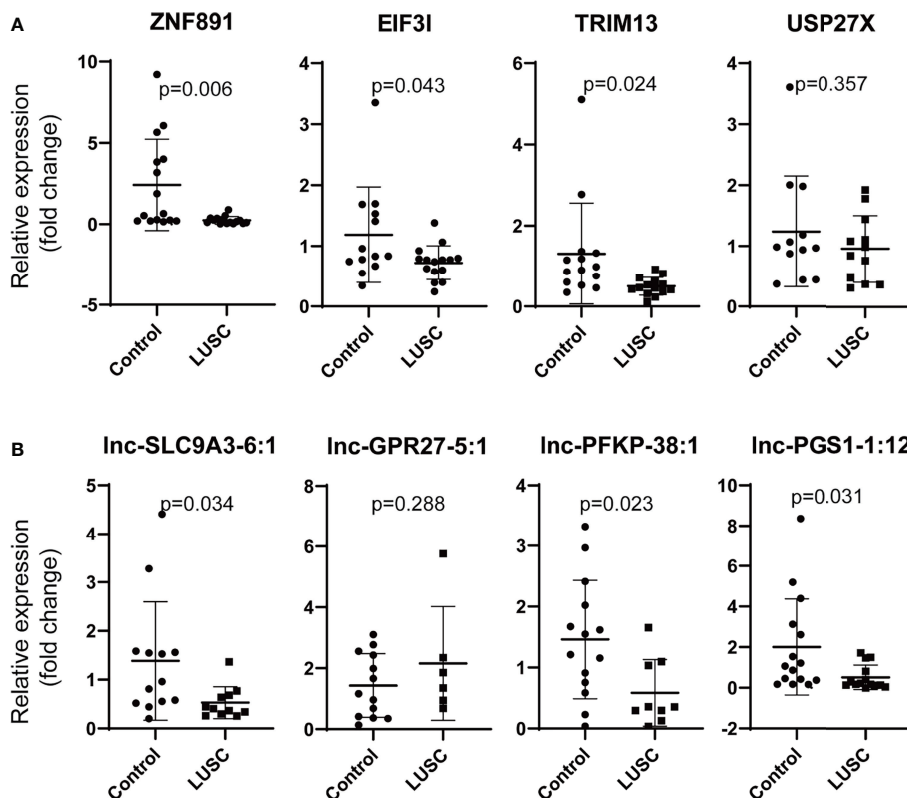 A
ZNF891
EIF3I
TRIM13
USP27X
Relative expression
(fold change)
10
5
0
-5
p=0.006
Control
LUSC
4
3
2
1
0
p=0.043
Control
LUSC
6
4
2
0
p=0.024
Control
LUSC
4
3
2
1
0
p=0.357
Control
LUSC
B
lnc-SLC9A3-6:1
lnc-GPR27-5:1
lnc-PFKP-38:1
lnc-PGS1-1:12
Relative expression
(fold change)
5
4
3
2
1
0
p=0.034
Control
LUSC
8
6
4
2
0
p=0.288
Control
LUSC
4
3
2
1
0
p=0.023
Control
LUSC
10
8
6
4
2
0
-2
p=0.031
Control
LUSC